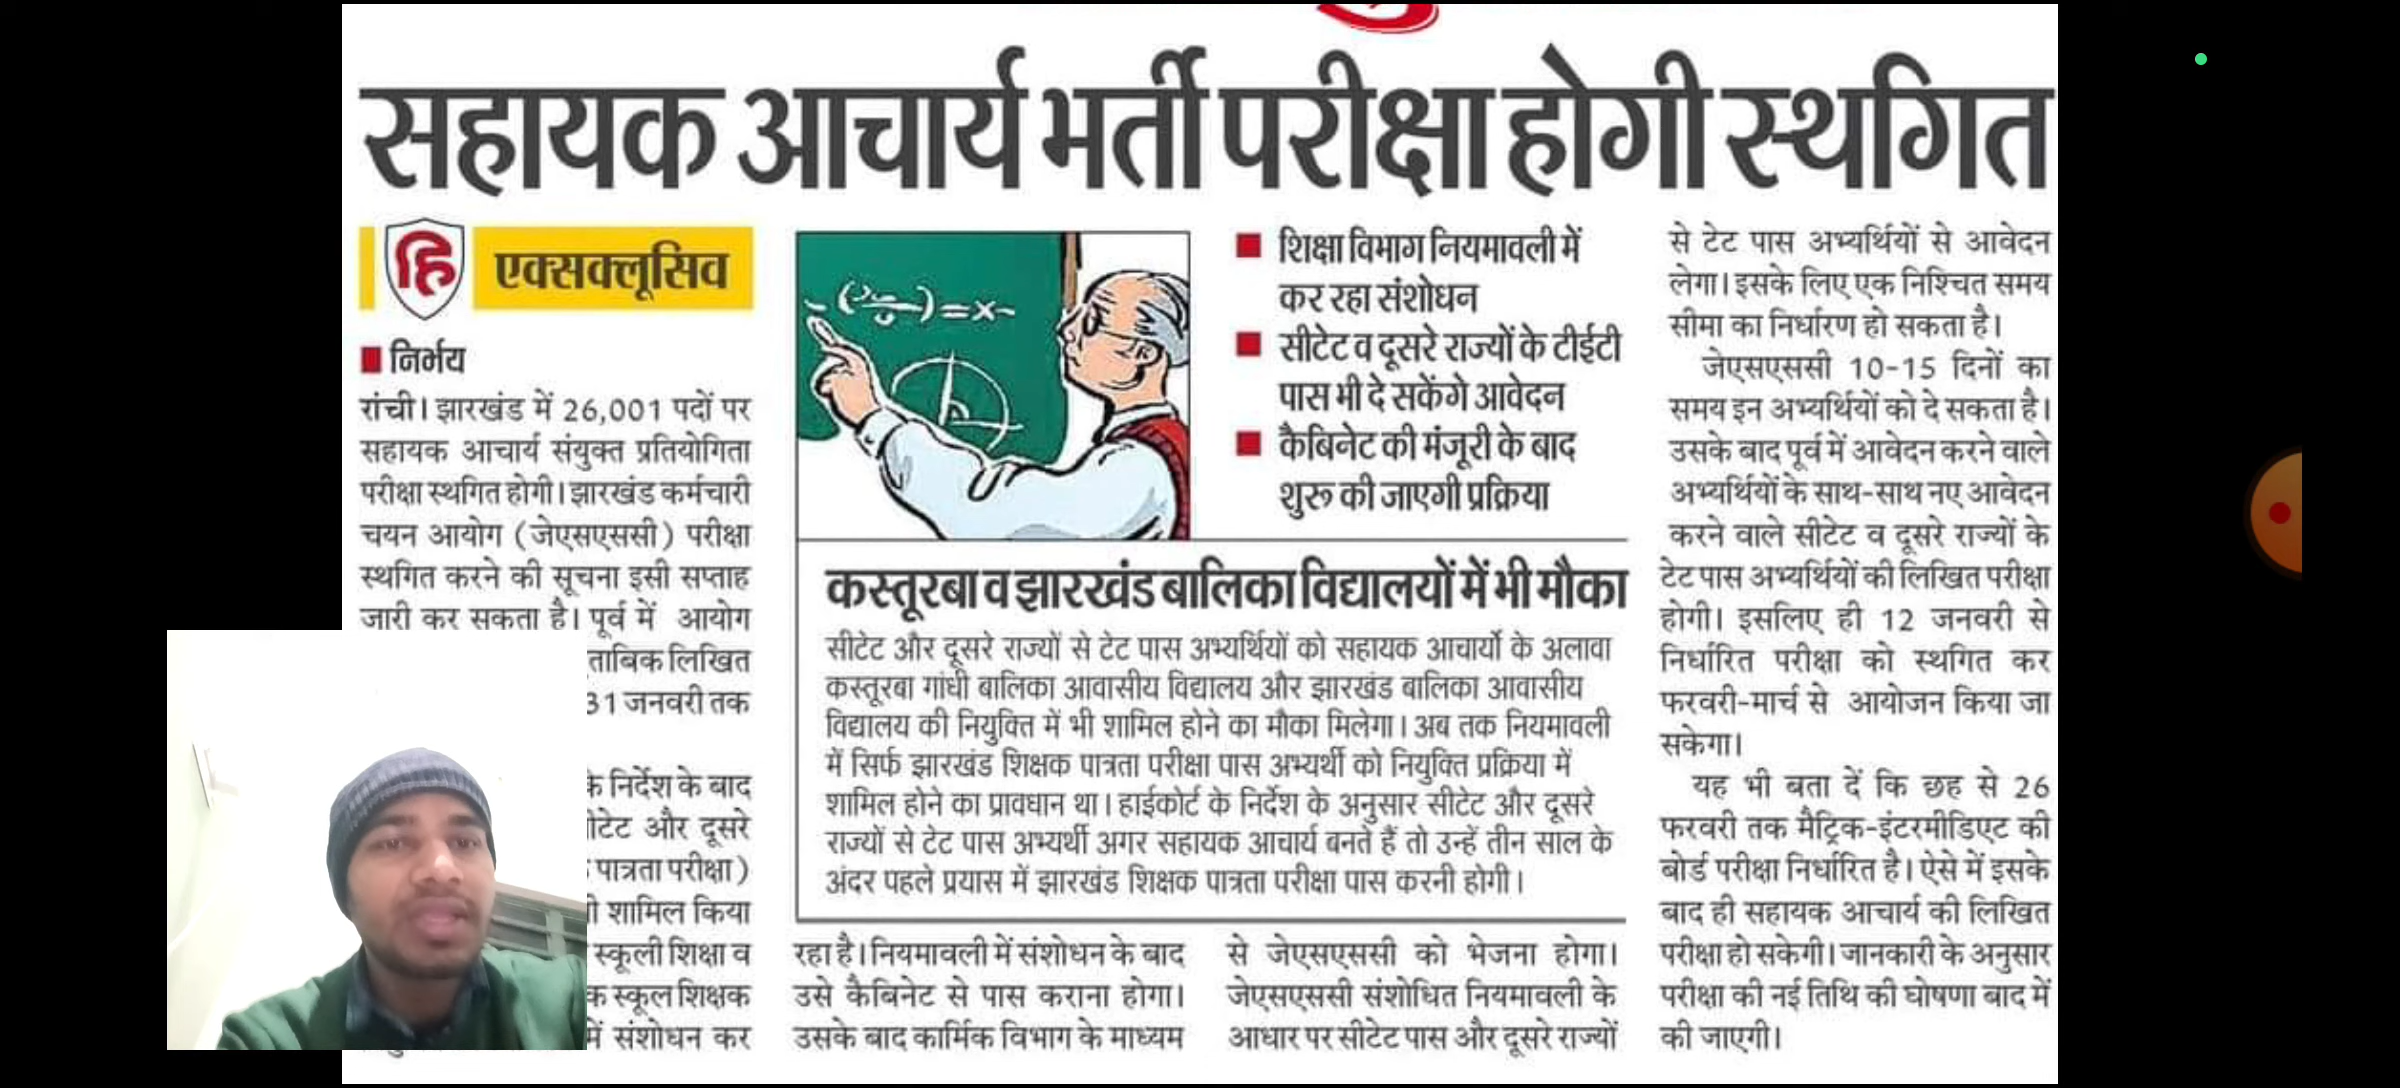 सहायक आचार्य भर्ती परीक्षा होगी स्थगित
हि एक्सक्लूसिव
निर्भय
रांची। झारखंड में 26,001 पदों पर
सहायक आचार्य संयुक्त प्रतियोगिता
परीक्षा स्थगित होगी। झारखंड कर्मचारी
चयन आयोग (जेएसएससी) परीक्षा
स्थगित करने की सूचना इसी सप्ताह
जारी कर सकता है। पूर्व में आयोग
ताबिक लिखित
31 जनवरी तक
के निर्देश के बाद
और दूसरे
पात्रता परीक्षा)
शामिल किया
स्कूली शिक्षा व
स्कूल शिक्षक
में संशोधन कर
= x-
शिक्षा विभाग नियमावली में
कर रहा संशोधन
सीटेट व दूसरे राज्यों के टीईटी
पास भी दे सकेंगे आवेदन
कैबिनेट की मंजूरी के बाद
शुरू की जाएगी प्रक्रिया
कस्तूरबा व झारखंड बालिका विद्यालयों में भी मौका
सीटेट और दूसरे राज्यों से टेट पास अभ्यर्थियों को सहायक आचार्यो के अलावा
कस्तूरबा गांधी बालिका आवासीय विद्यालय और झारखंड बालिका आवासीय
विद्यालय की नियुक्ति में भी शामिल होने का मौका मिलेगा। अब तक नियमावली
में सिर्फ झारखंड शिक्षक पात्रता परीक्षा पास अभ्यर्थी को नियुक्ति प्रक्रिया में
शामिल होने का प्रावधान था। हाईकोर्ट के निर्देश के अनुसार सीटेट और दूसरे
राज्यों से टेट पास अभ्यर्थी अगर सहायक आचार्य बनते हैं तो उन्हें तीन साल के
अंदर पहले प्रयास में झारखंड शिक्षक पात्रता परीक्षा पास करनी होगी।
रहा है। नियमावली में संशोधन के बाद
उसे कैबिनेट से पास कराना होगा।
उसके बाद कार्मिक विभाग के माध्यम
से जेएसएससी को भेजना होगा।
जेएसएससी संशोधित नियमावली के
आधार पर सीटेट पास और दूसरे राज्यों
से टेट पास अभ्यर्थियों से आवेदन
लेगा। इसके लिए एक निश्चित समय
सीमा का निर्धारण हो सकता है।
जेएसएससी 10-15 दिनों का
समय इन अभ्यर्थियों को दे सकता है।
उसके बाद पूर्व में आवेदन करने वाले
अभ्यर्थियों के साथ-साथ नए आवेदन
करने वाले सीटेट व दूसरे राज्यों के
टेट पास अभ्यर्थियों की लिखित परीक्षा
होगी। इसलिए ही 12 जनवरी से
निर्धारित परीक्षा को स्थगित कर
फरवरी-मार्च से आयोजन किया जा
सकेगा।
यह भी बता दें कि छह से 26
फरवरी तक मैट्रिक-इंटरमीडिएट की
बोर्ड परीक्षा निर्धारित है। ऐसे में इसके
बाद ही सहायक आचार्य की लिखित
परीक्षा हो सकेगी। जानकारी के अनुसार
परीक्षा की नई तिथि की घोषणा बाद में
की जाएगी।